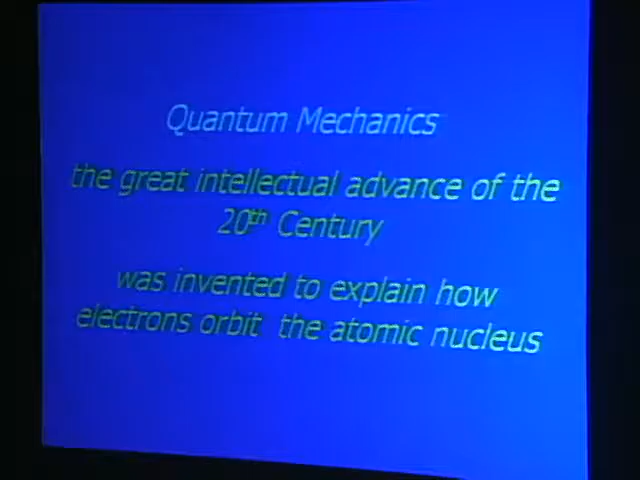 Quantum Mechanics
the great intellectual advance of the
20th Century
was invented to explain how
electrons orbit the atomic nucleus